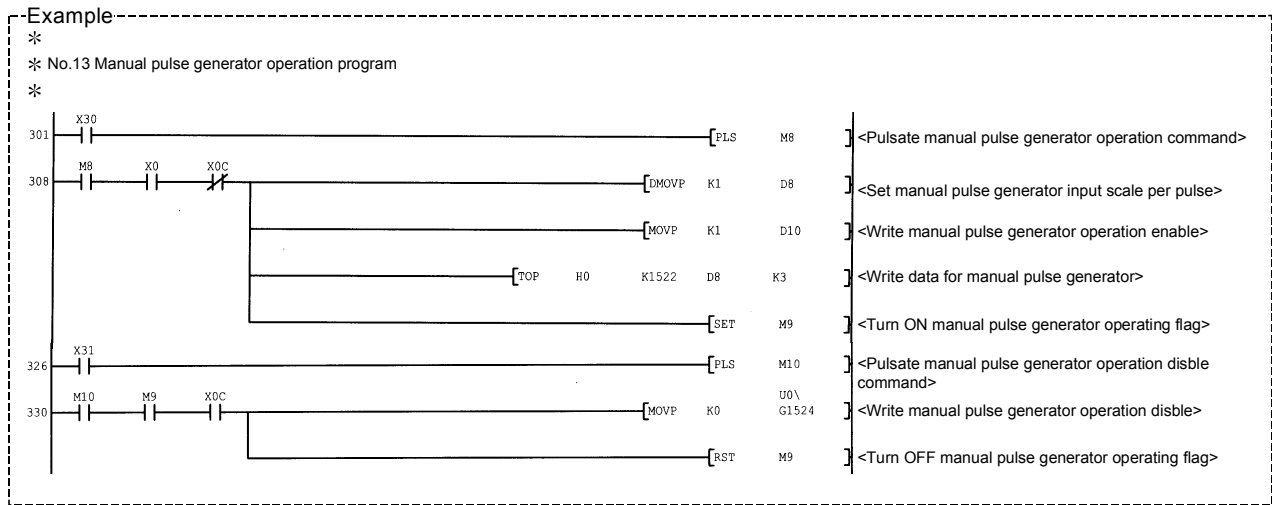 Example
*
* No.13 Manual pulse generator operation program
*
X30
301 PLS M8 <Pulsate manual pulse generator operation command>
M8 X0 X0C
308 DMOVP K1 D8 <Set manual pulse generator input scale per pulse>
MOVP K1 D10 <Write manual pulse generator operation enable>
TOP H0 K1522 D8 K3 <Write data for manual pulse generator>
SET M9 <Turn ON manual pulse generator operating flag>
X31
326 PLS M10 <Pulsate manual pulse generator operation disble
command>
M10 M9 X0C U0\
330 MOVP K0 G1524 <Write manual pulse generator operation disble>
RST M9 <Turn OFF manual pulse generator operating flag>